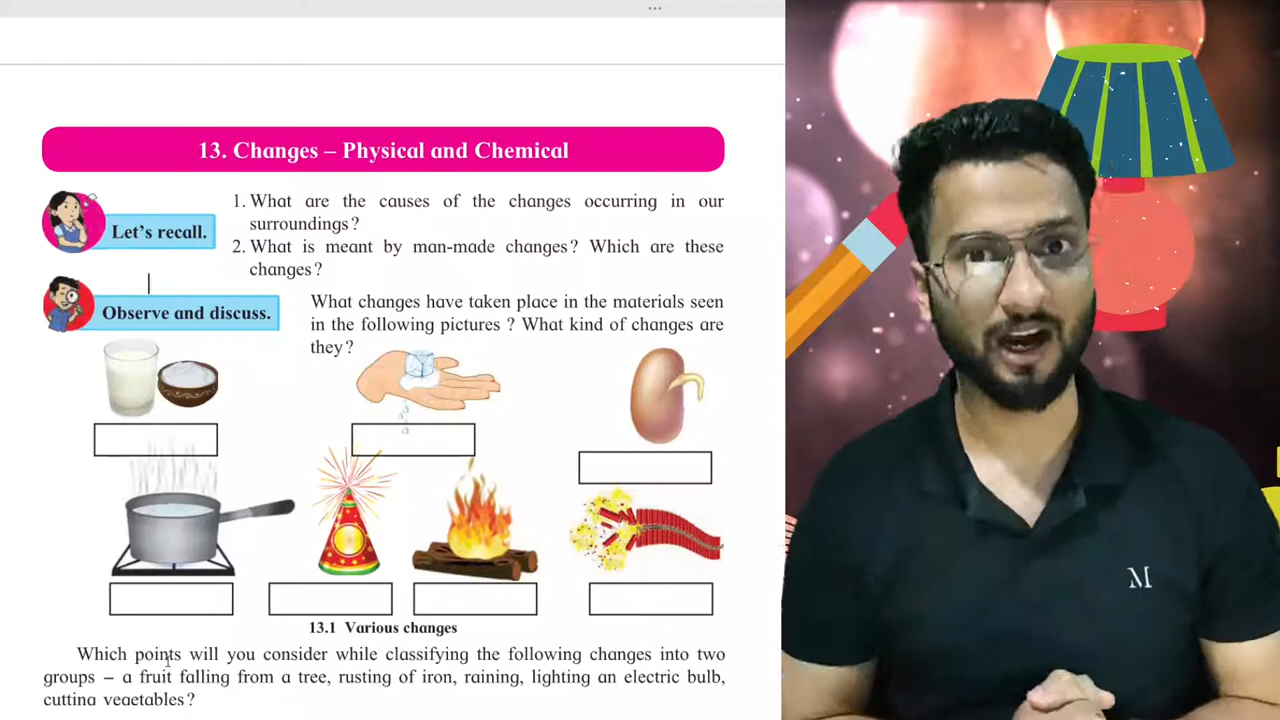 13. Changes – Physical and Chemical
Let's recall.
1. What are the causes of the changes occurring in our
surroundings?
2. What is meant by man-made changes? Which are these
changes?
Observe and discuss.
What changes have taken place in the materials seen
in the following pictures ? What kind of changes are
they?
13.1 Various changes
Which points will you consider while classifying the following changes into two
groups – a fruit falling from a tree, rusting of iron, raining, lighting an electric bulb,
cutting vegetables?
M